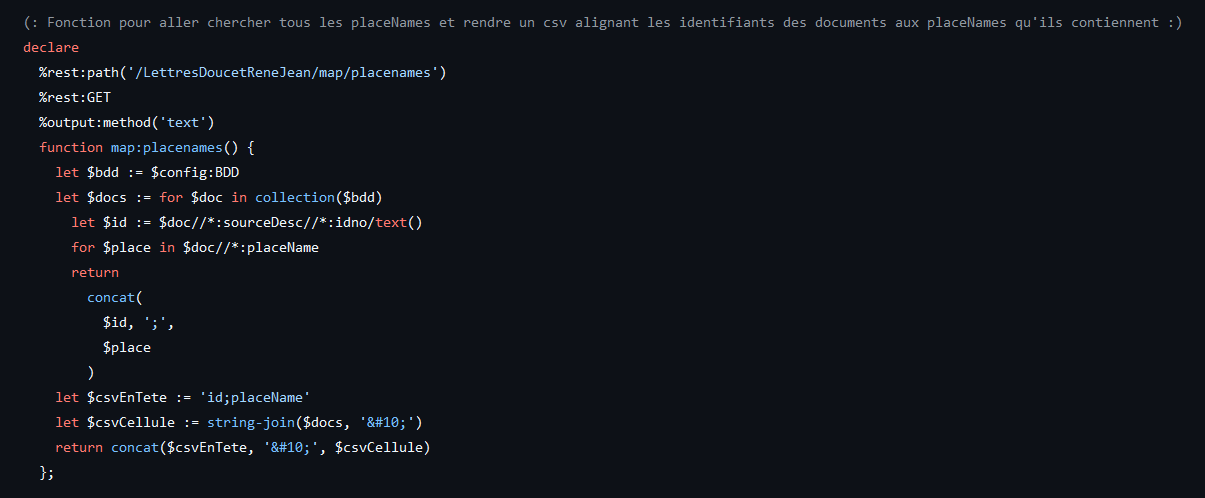 (: Fonction pour aller chercher tous les placeNames et rendre un csv alignant les identifiants des documents aux placeNames qu'ils contiennent :)
declare
  %rest:path('/LettresDoucetReneJean/map/placenames')
  %rest:GET
  %output:method('text')
  function map:placenames() {
    let $bdd := $config:BDD
    let $docs := for $doc in collection($bdd)
      let $id := $doc//*:sourceDesc//*:idno/text()
      for $place in $doc//*:placeName
      return
        concat(
          $id, ';',
          $place
        )
    let $csvEnTete := 'id;placeName'
    let $csvCellule := string-join($docs, '&#10;')
    return concat($csvEnTete, '&#10;', $csvCellule)
  };